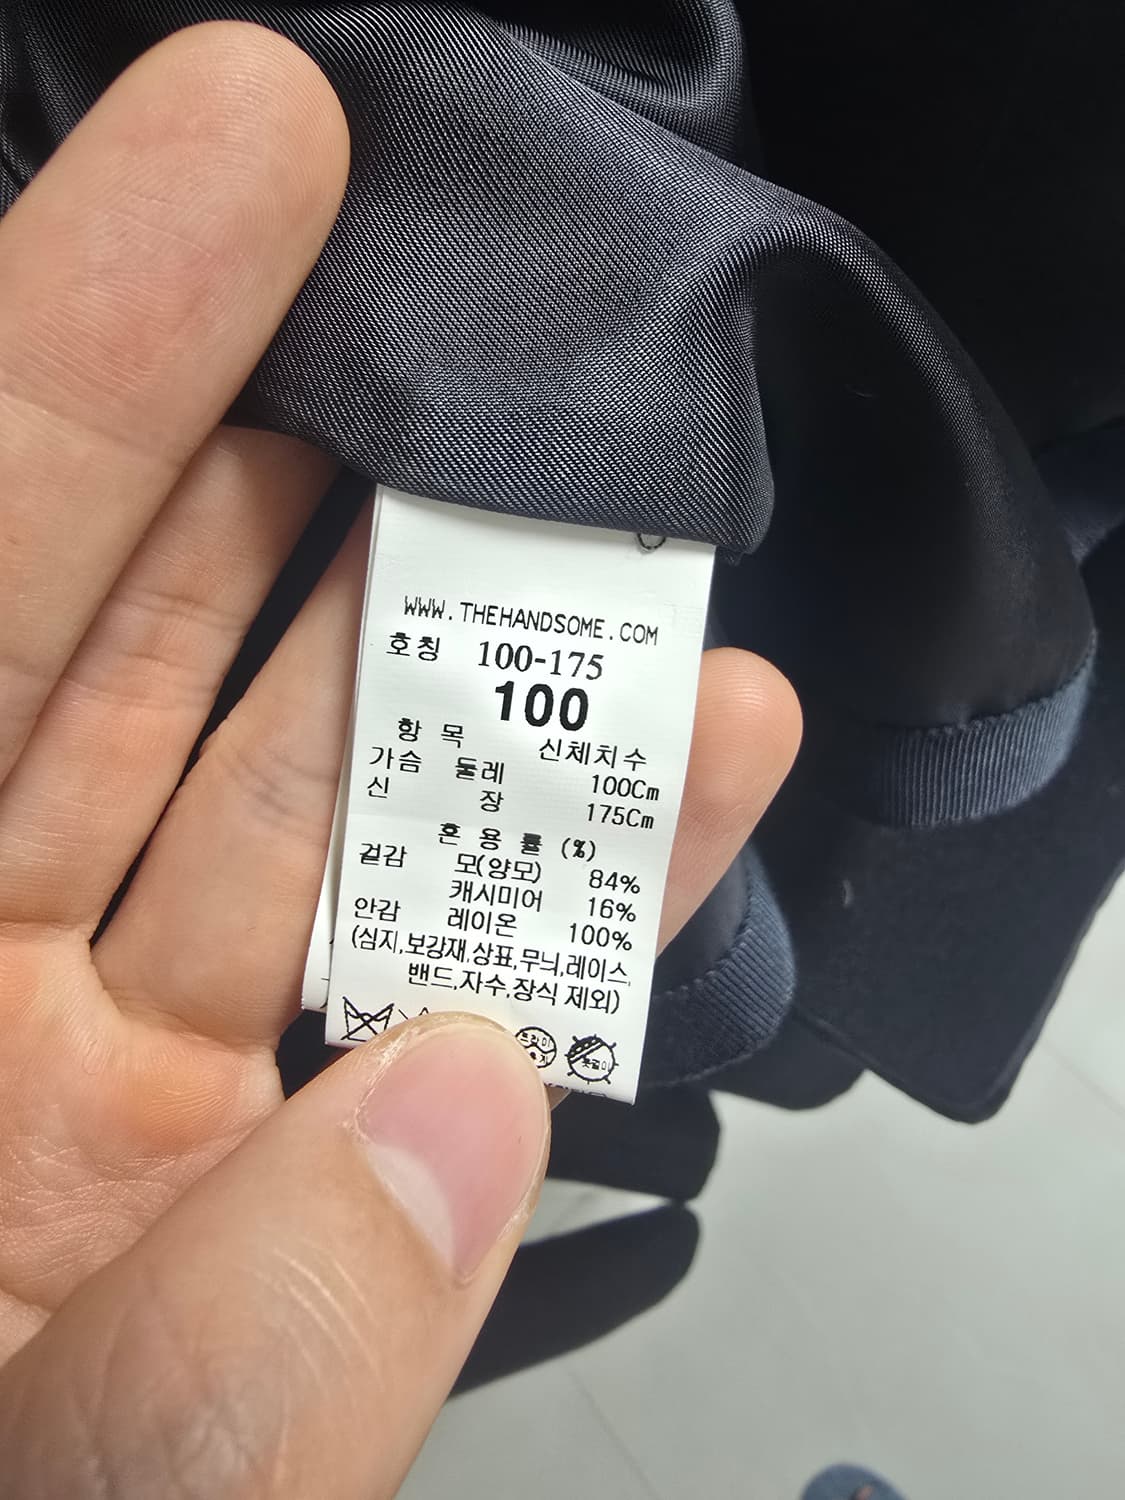 WWW.THEHANDSOME.COM
호칭 100-175
100
항 목 신체치수
가슴 둘레 100Cm
신 장 175Cm
혼 용 률 (%)
겉감 모(양모) 84%
캐시미어 16%
안감 레이온 100%
(심지,보강재,상표,무늬,레이스,
밴드,자수,장식 제외)
옷걸이